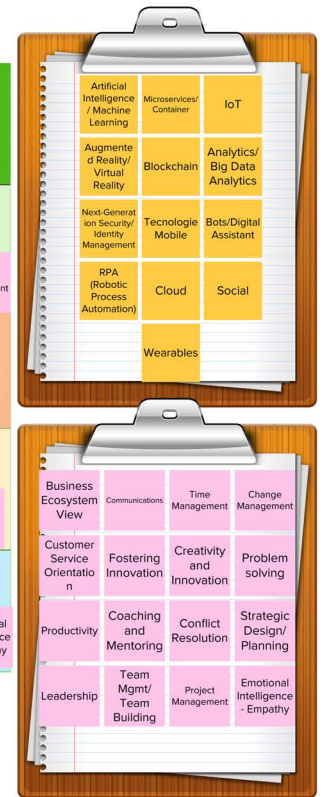 Artificial
Intelligence
/ Machine
Learning
Microservices/
Container
IoT
Augmente
d Reality/
Virtual
Reality
Blockchain
Analytics/
Big Data
Analytics
Next-Generat
ion Security/
Identity
Management
Tecnologie
Mobile
Bots/Digital
Assistant
RPA
(Robotic
Process
Automation)
Cloud
Social
Wearables
Business
Ecosystem
View
Communications
Time
Management
Change
Management
Customer
Service
Orientatio
n
Fostering
Innovation
Creativity
and
Innovation
Problem
solving
Productivity
Coaching
and
Mentoring
Conflict
Resolution
Strategic
Design/
Planning
Leadership
Team
Mgmt/
Team
Building
Project
Management
Emotional
Intelligence
- Empathy